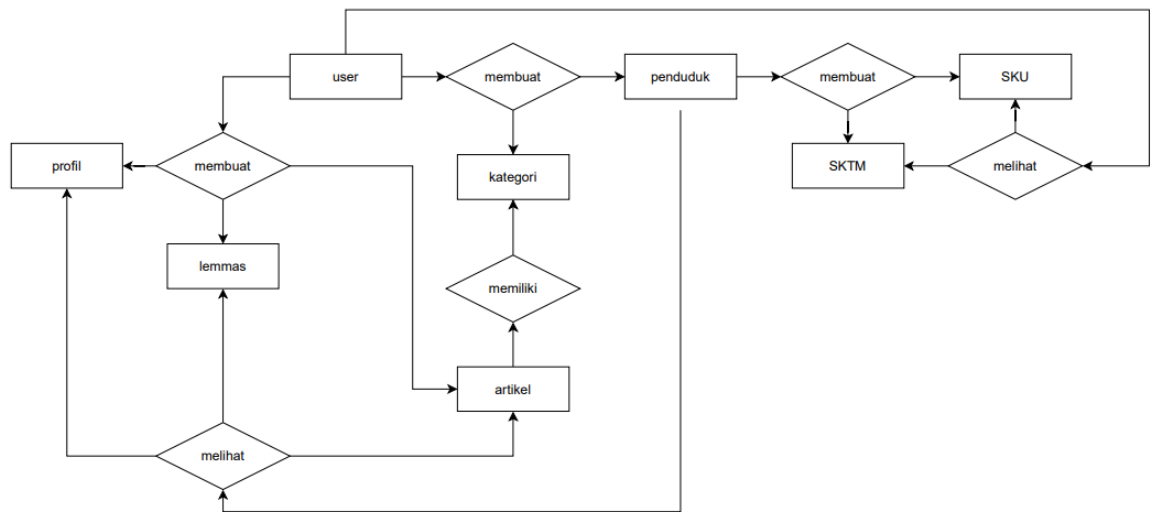 user
membuat
penduduk
membuat
SKU
profil
membuat
kategori
SKTM
melihat
lemmas
memiliki
artikel
melihat